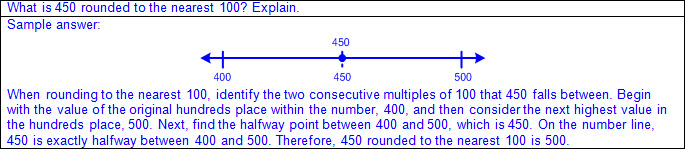 What is 450 rounded to the nearest 100? Explain.
Sample answer:
450
400 450 500
When rounding to the nearest 100, identify the two consecutive multiples of 100 that 450 falls between. Begin
with the value of the original hundreds place within the number, 400, and then consider the next highest value in
the hundreds place, 500. Next, find the halfway point between 400 and 500, which is 450. On the number line,
450 is exactly halfway between 400 and 500. Therefore, 450 rounded to the nearest 100 is 500.